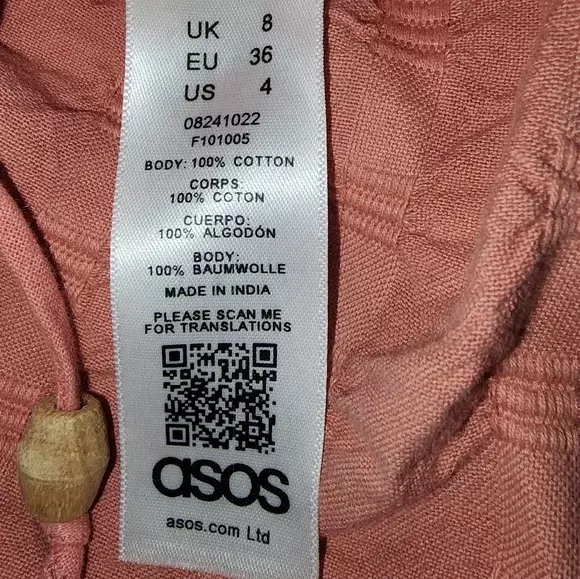 UK 8
EU 36
US 4
08241022
F101005
BODY: 100% COTTON
CORPS:
100% COTON
CUERPO:
100% ALGODÓN
BODY:
100% BAUMWOLLE
MADE IN INDIA
PLEASE SCAN ME
FOR TRANSLATIONS
asos
asos.com Ltd